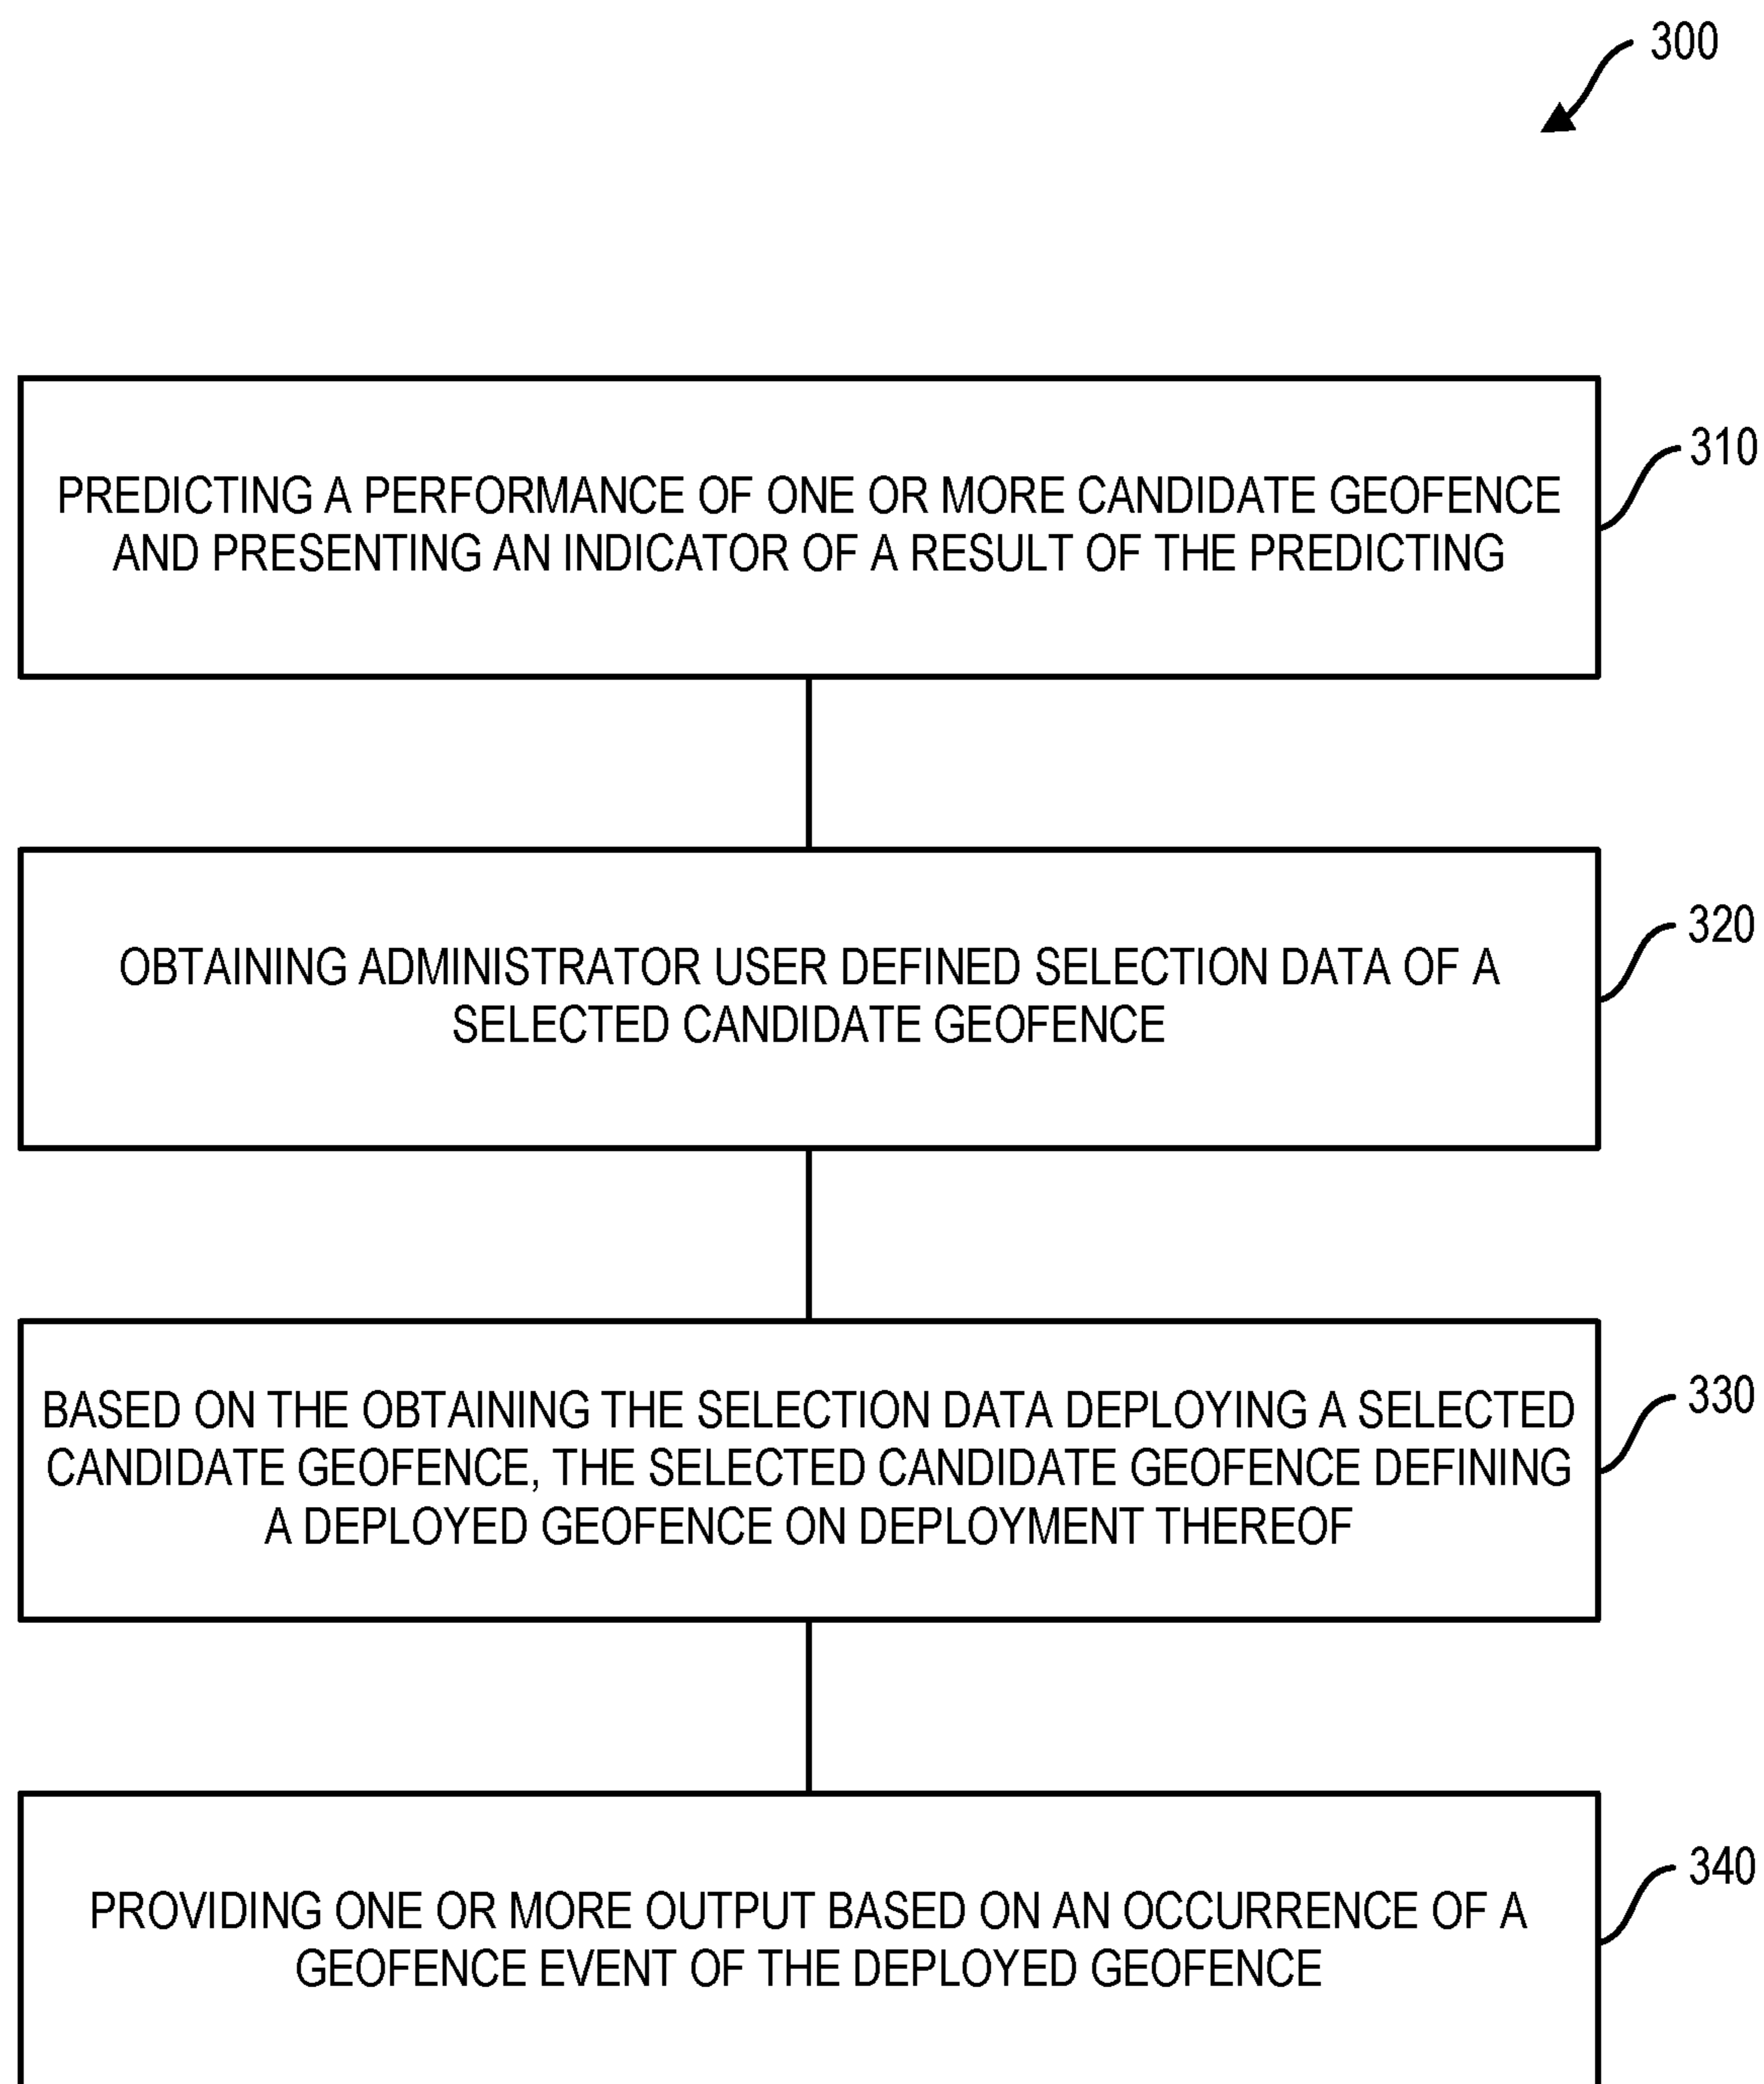 300
310
PREDICTING A PERFORMANCE OF ONE OR MORE CANDIDATE GEOFENCE
AND PRESENTING AN INDICATOR OF A RESULT OF THE PREDICTING
320
OBTAINING ADMINISTRATOR USER DEFINED SELECTION DATA OF A
SELECTED CANDIDATE GEOFENCE
330
BASED ON THE OBTAINING THE SELECTION DATA DEPLOYING A SELECTED
CANDIDATE GEOFENCE, THE SELECTED CANDIDATE GEOFENCE DEFINING
A DEPLOYED GEOFENCE ON DEPLOYMENT THEREOF
340
PROVIDING ONE OR MORE OUTPUT BASED ON AN OCCURRENCE OF A
GEOFENCE EVENT OF THE DEPLOYED GEOFENCE